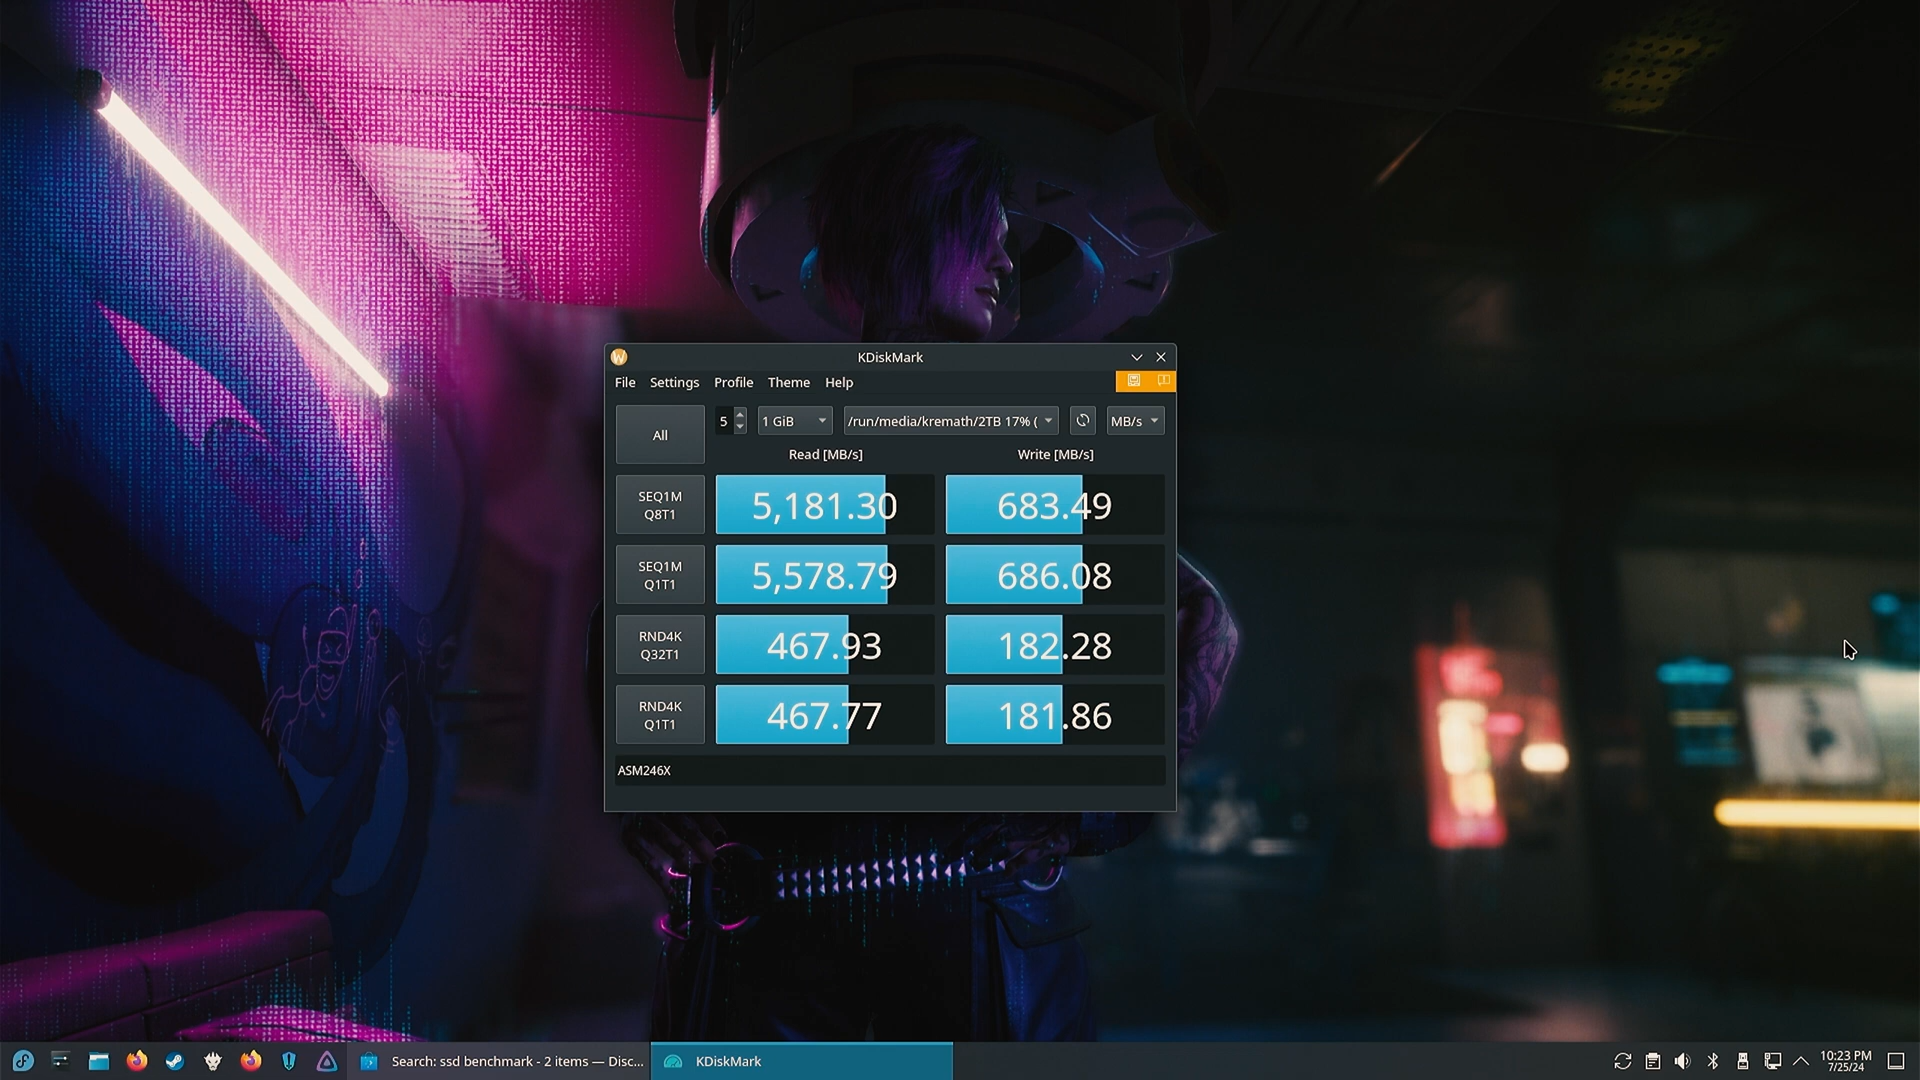 KDiskMark
File Settings Profile Theme Help
All
5
1 GiB
/run/media/kremath/2TB 17% (
MB/s
Read [MB/s]
Write [MB/s]
SEQ1M
Q8T1
5,181.30
683.49
SEQ1M
Q1T1
5,578.79
686.08
RND4K
Q32T1
467.93
182.28
RND4K
Q1T1
467.77
181.86
ASM246X
Search: ssd benchmark - 2 items — Disc...
KDiskMark
10:23 PM
7/25/24